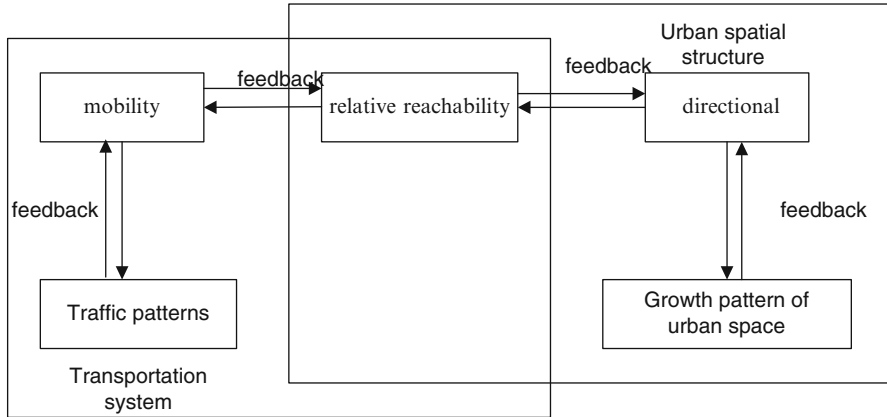 Urban spatial
structure
feedback
feedback
mobility
relative reachability
directional
feedback
feedback
Traffic patterns
Growth pattern of
urban space
Transportation
system